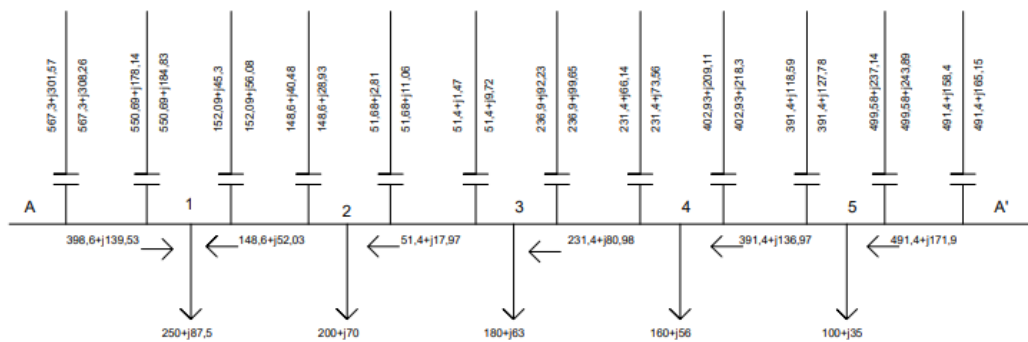 567,3+j301,57
567,3+j308,26
550,69+j178,14
550,69+j184,83
152,09+j45,3
152,09+j56,08
148,6+j40,48
148,6+j28,93
51,68+j2,81
51,68+j11,06
51,4+j1,47
51,4+j9,72
236,9+j92,23
236,9+j99,65
231,4+j66,14
231,4+j73,56
402,93+j209,11
402,93+j218,3
391,4+j118,59
391,4+j127,78
499,58+j237,14
499,58+j243,89
491,4+j158,4
491,4+j165,15
A
1
2
3
4
5
A'
398,6+j139,53
148,6+j52,03
51,4+j17,97
231,4+j80,98
391,4+j136,97
491,4+j171,9
250+j87,5
200+j70
180+j63
160+j56
100+j35